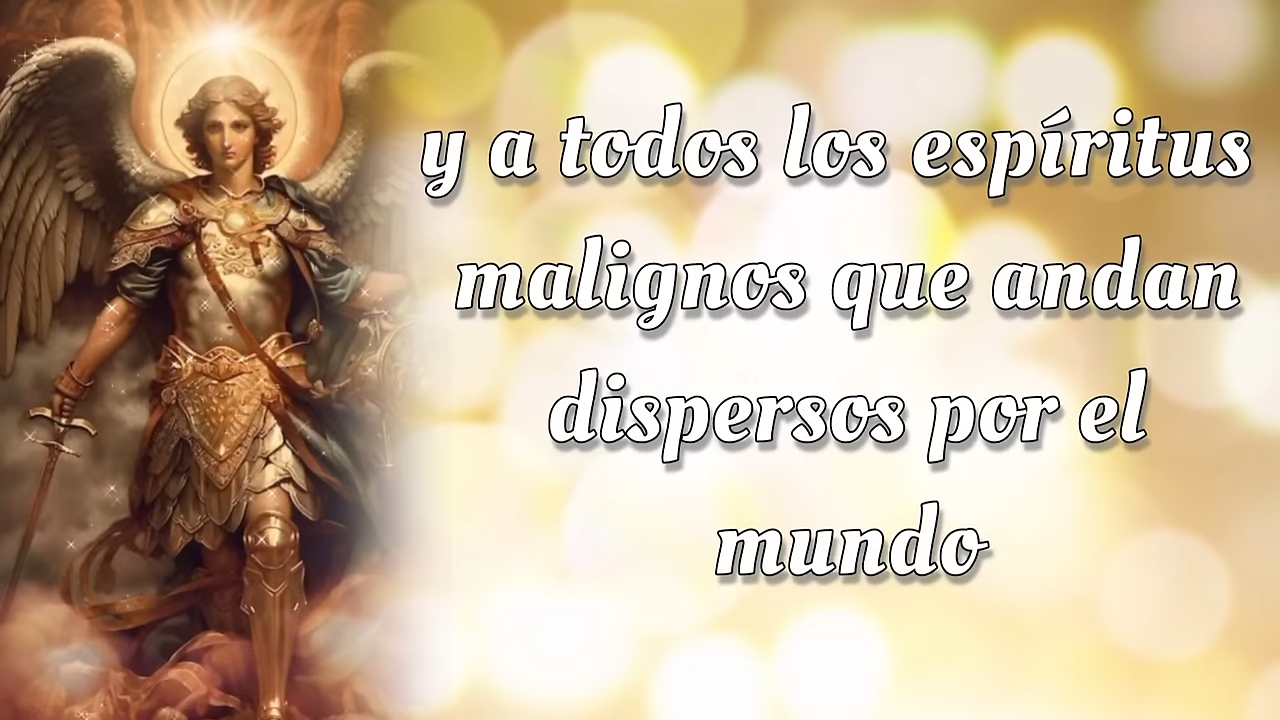 y a todos los espíritus
malignos que andan
dispersos por el
mundo